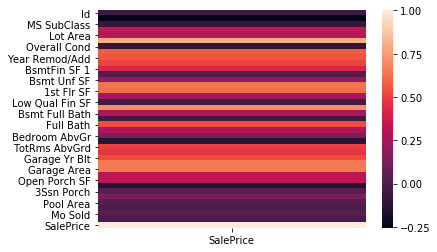 Id
MS SubClass
Lot Area
Overall Cond
Year Remod/Add
BsmtFin SF 1
Bsmt Unf SF
1st Flr SF
Low Qual Fin SF
Bsmt Full Bath
Full Bath
Bedroom AbvGr
TotRms AbvGrd
Garage Yr Blt
Garage Area
Open Porch SF
3Ssn Porch
Pool Area
Mo Sold
SalePrice
SalePrice
1.00
0.75
0.50
0.25
0.00
-0.25